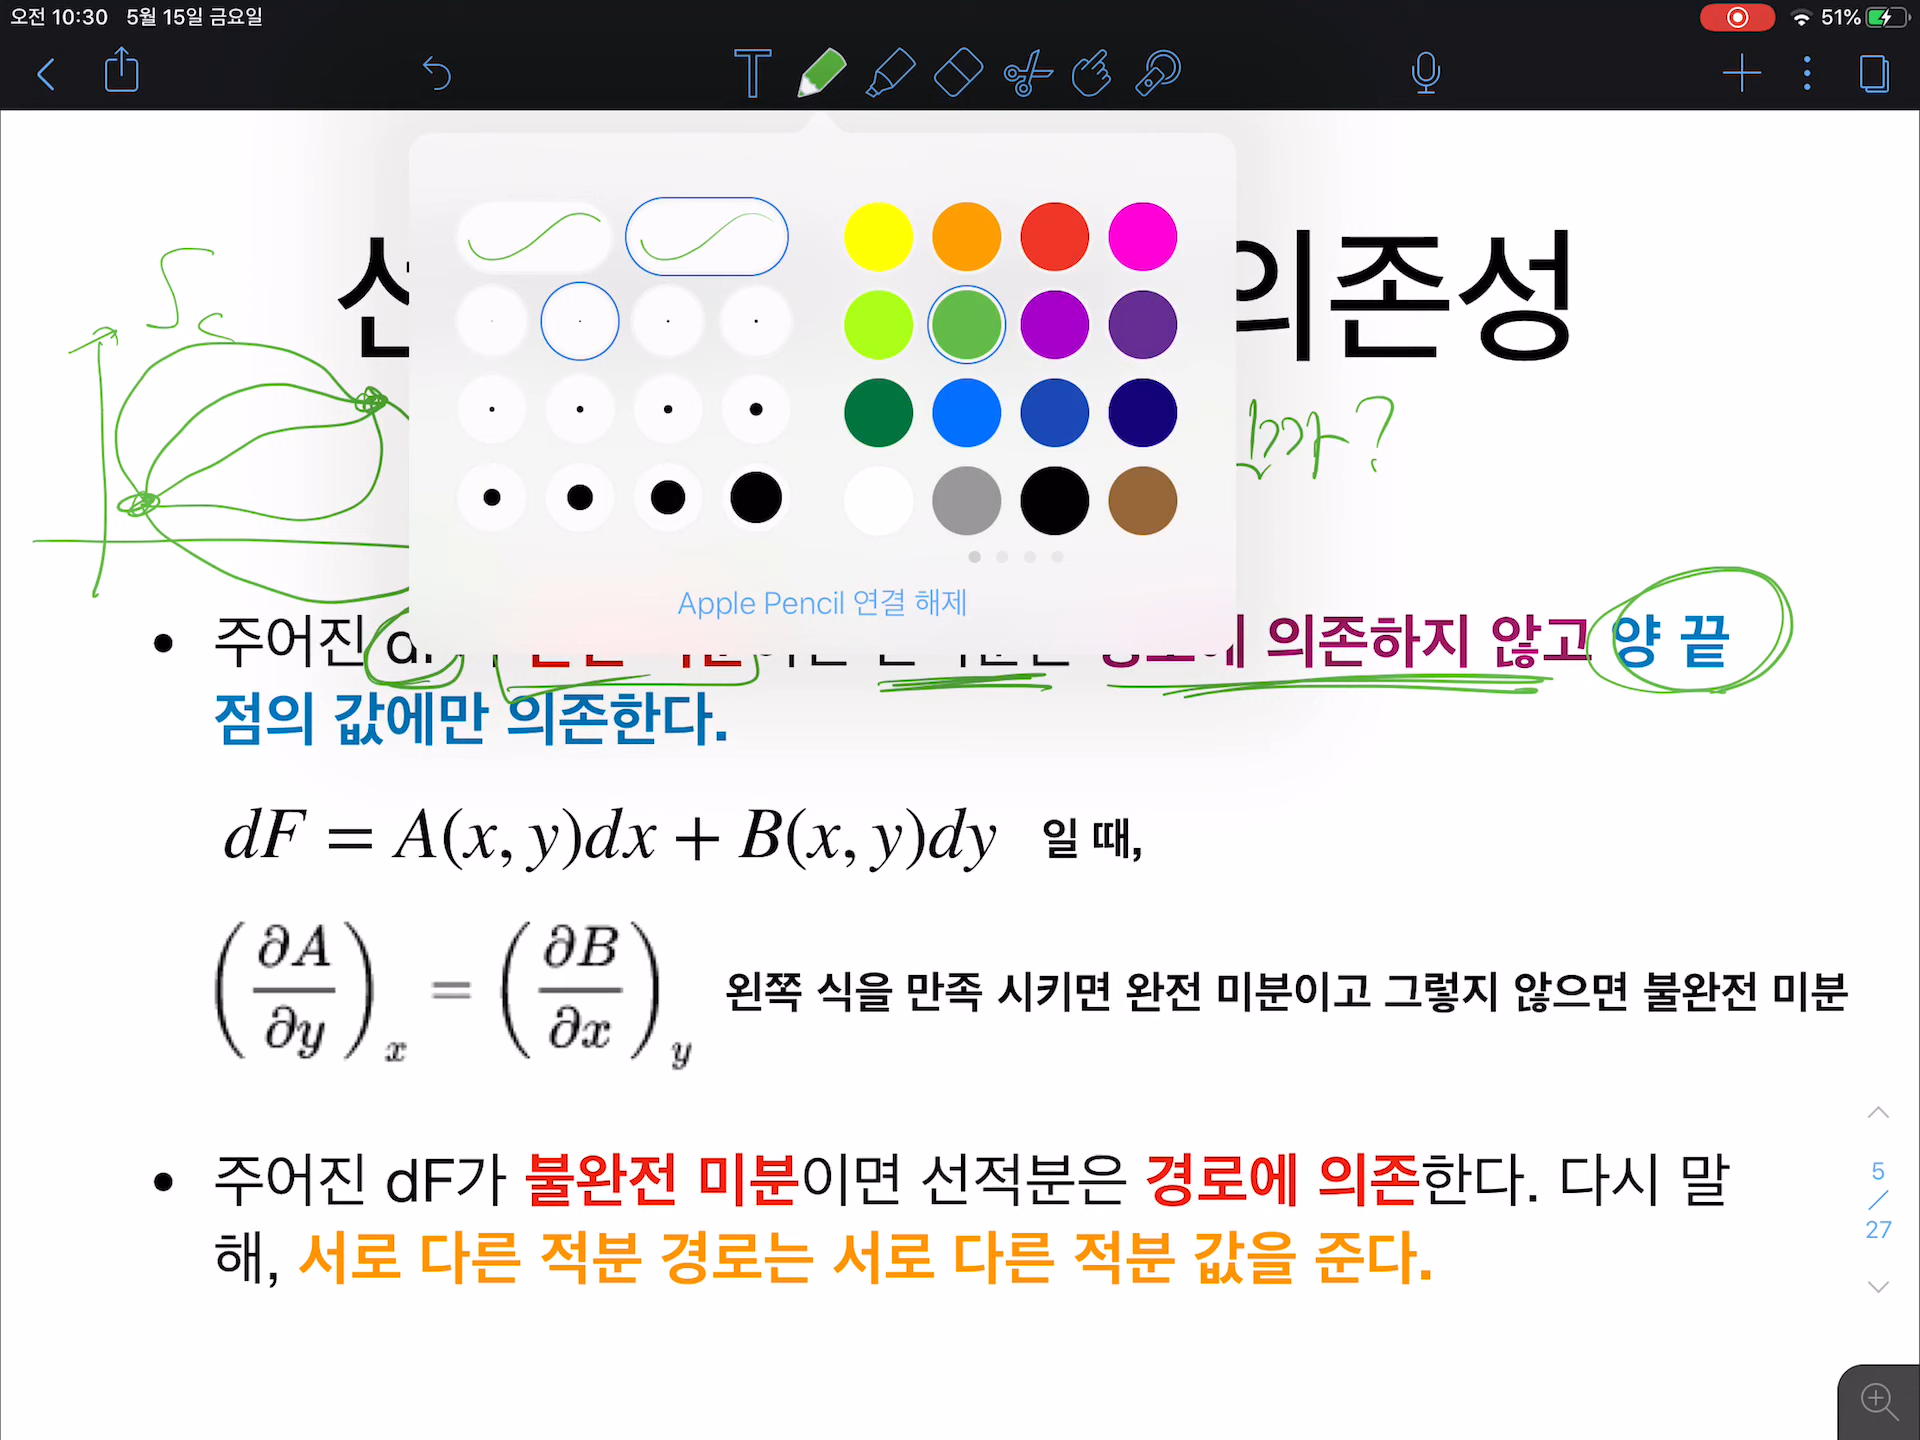 오전 10:30 5월 15일 금요일
51%
의존성
Apple Pencil 연결 해제
• 주어진 의존하지 않고 양 끝
점의 값에만 의존한다.
dF = A(x, y)dx + B(x, y)dy 일 때,
(∂A/∂y)x = (∂B/∂x)y 왼쪽 식을 만족 시키면 완전 미분이고 그렇지 않으면 불완전 미분
• 주어진 dF가 불완전 미분이면 선적분은 경로에 의존한다. 다시 말
해, 서로 다른 적분 경로는 서로 다른 적분 값을 준다.
5
/
27